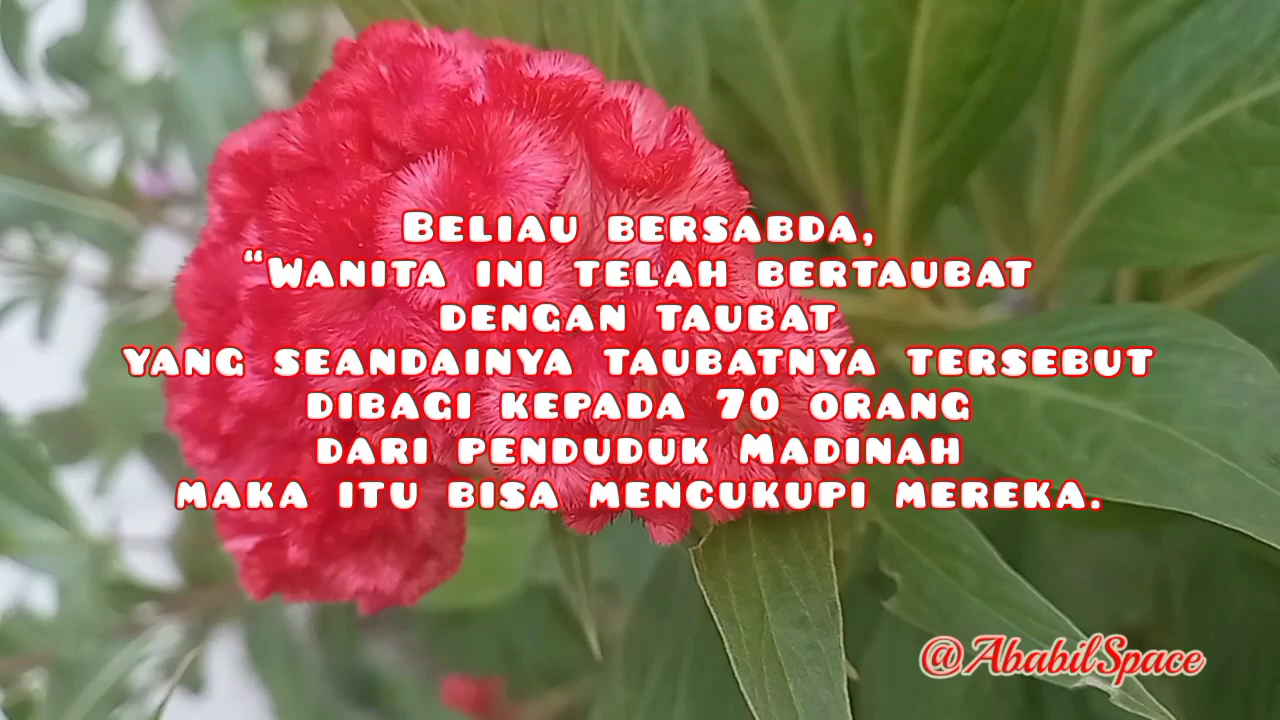 Beliau bersabda,
“Wanita ini telah bertaubat
dengan taubat
yang seandainya taubatnya tersebut
dibagi kepada 70 orang
dari penduduk Madinah
maka itu bisa mencukupi mereka.
@AbabilSpace